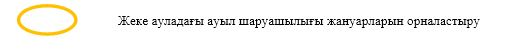 Жеке ауладағы ауыл шаруашылығы жануарларын орналастыру